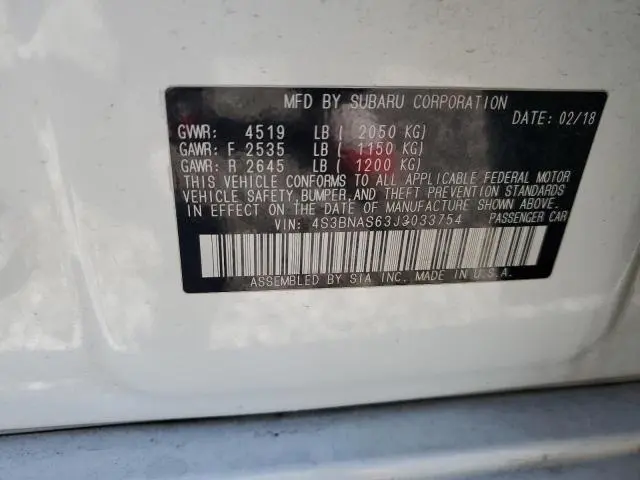 MFD BY SUBARU CORPORATION
DATE: 02/18
GVWR: 4519 LB ( 2050 KG)
GAWR: F 2535 LB ( 1150 KG)
GAWR: R 2645 LB ( 1200 KG)
THIS VEHICLE CONFORMS TO ALL APPLICABLE FEDERAL MOTOR
VEHICLE SAFETY,BUMPER,AND THEFT PREVENTION STANDARDS
IN EFFECT ON THE DATE OF MANUFACTURE SHOWN ABOVE.
VIN: 4S3BNAS63J3033754 PASSENGER CAR
ASSEMBLED BY SIA INC. MADE IN U.S.A.